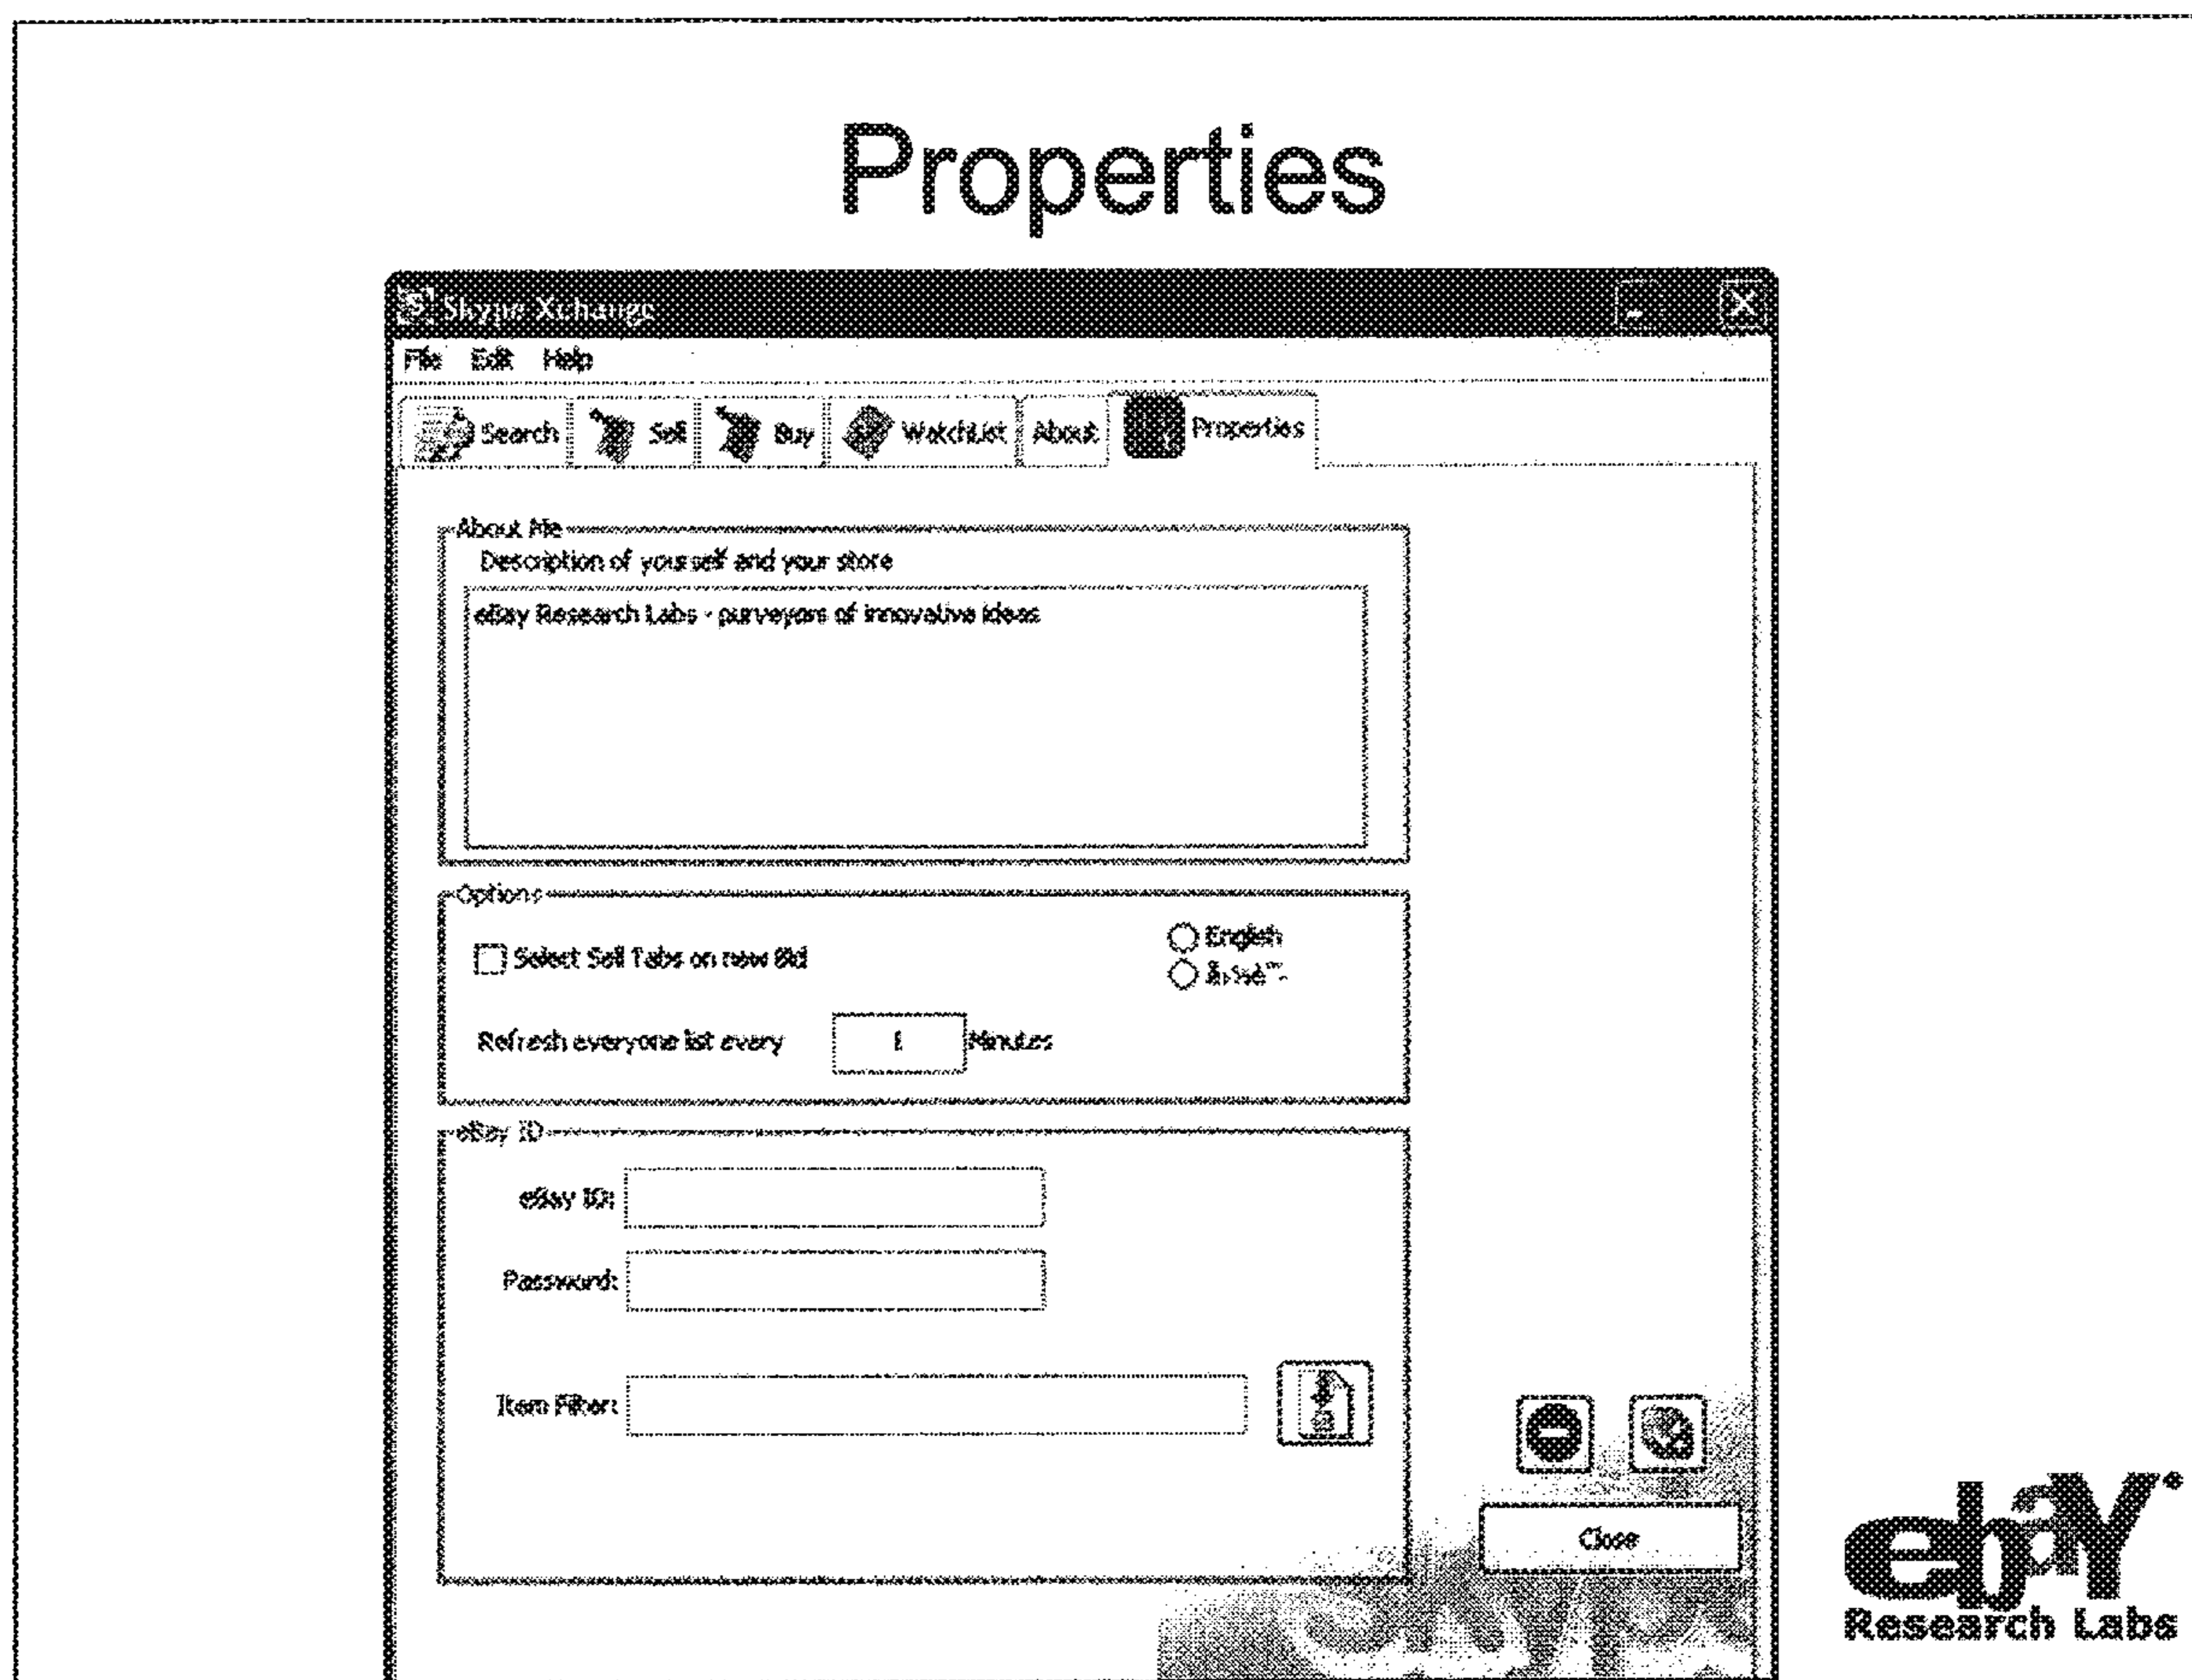 Properties
Skype Xchange
File Edit Help
Search Sell Buy WatchList About Properties
About Me
Description of yourself and your store
eBay Research Labs - purveyors of innovative ideas
Options
Select Sell Tabs on new Bid
English
Refresh everyone list every 1 Minutes
eBay ID
eBay ID:
Password:
Item Filter:
Close
skype
ebay
Research Labs